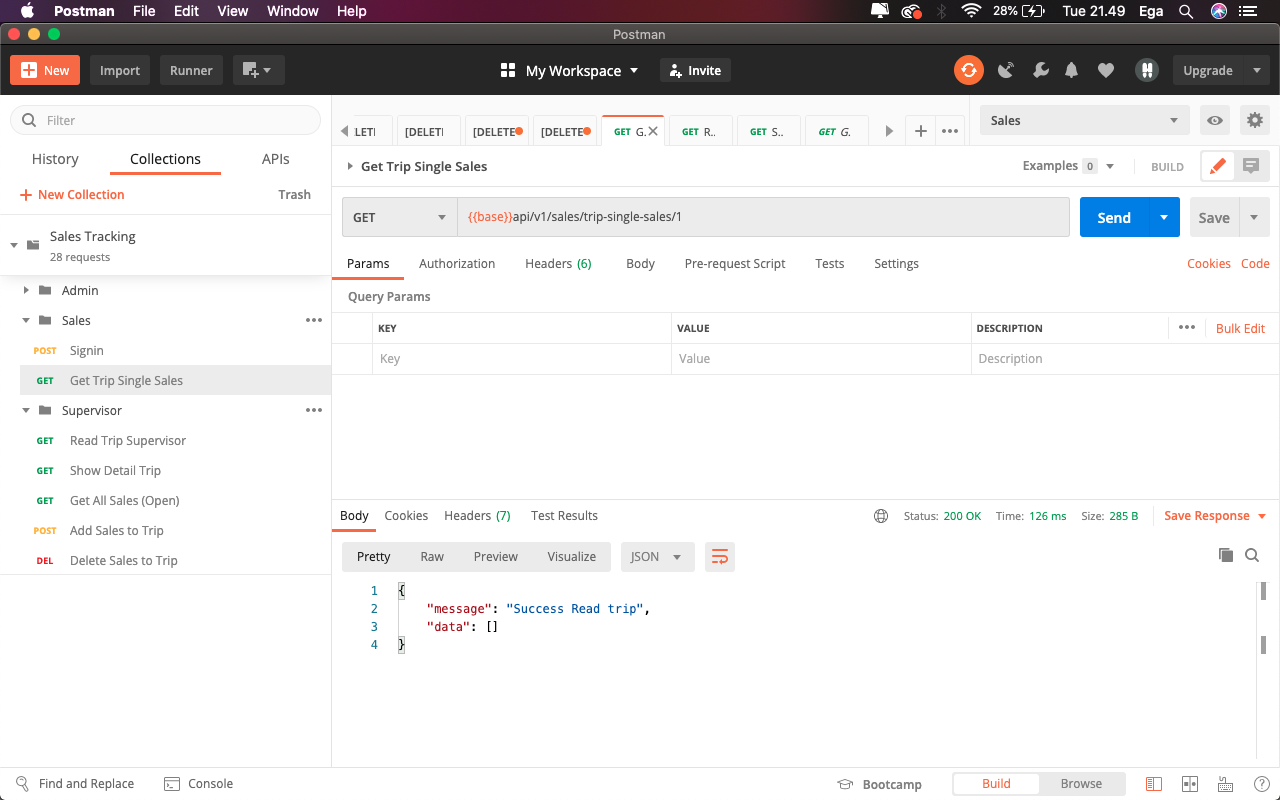 Postman File Edit View Window Help 28% Tue 21.49 Ega
Postman
New Import Runner My Workspace Invite Upgrade
Filter
History Collections APIs
New Collection Trash
Sales Tracking
28 requests
Admin
Sales
POST Signin
GET Get Trip Single Sales
Supervisor
GET Read Trip Supervisor
GET Show Detail Trip
GET Get All Sales (Open)
POST Add Sales to Trip
DEL Delete Sales to Trip
LETI [DELETI [DELETE [DELETE GET G. GET R.. GET S.. GET G.
Sales
Get Trip Single Sales Examples 0 BUILD
GET {{base}}api/v1/sales/trip-single-sales/1 Send Save
Params Authorization Headers (6) Body Pre-request Script Tests Settings Cookies Code
Query Params
KEY VALUE DESCRIPTION ••• Bulk Edit
Key Value Description
Body Cookies Headers (7) Test Results Status: 200 OK Time: 126 ms Size: 285 B Save Response
Pretty Raw Preview Visualize JSON
1 {
2 "message": "Success Read trip",
3 "data": []
4 }
Find and Replace Console Bootcamp Build Browse